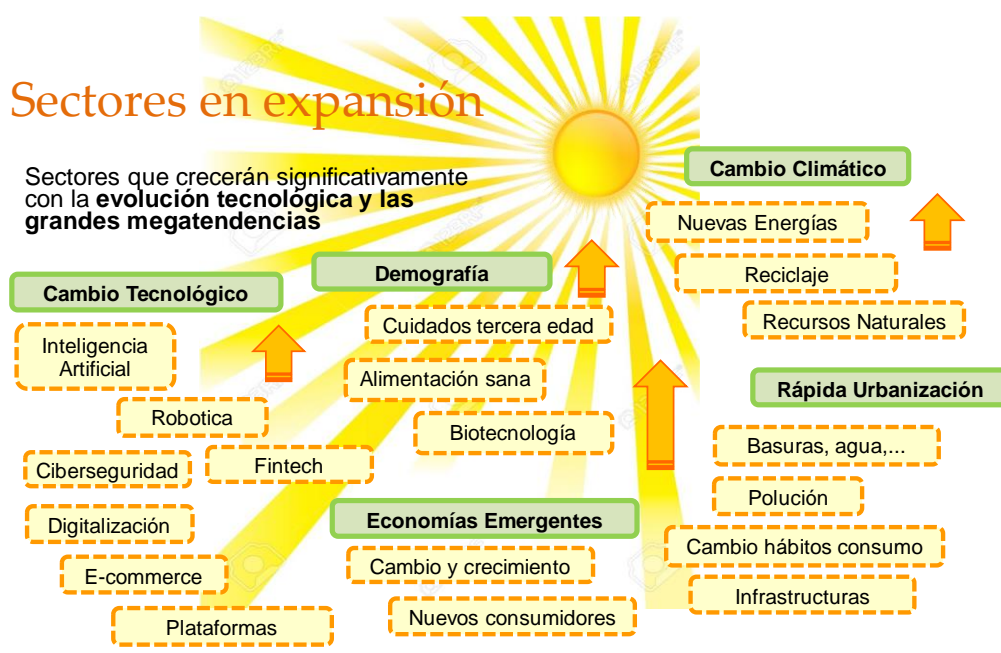 Sectores en expansión
Sectores que crecerán significativamente
con la evolución tecnológica y las
grandes megatendencias
Cambio Tecnológico
Inteligencia
Artificial
Robotica
Ciberseguridad
Fintech
Digitalización
E-commerce
Plataformas
Demografía
Cuidados tercera edad
Alimentación sana
Biotecnología
Economías Emergentes
Cambio y crecimiento
Nuevos consumidores
Cambio Climático
Nuevas Energías
Reciclaje
Recursos Naturales
Rápida Urbanización
Basuras, agua,...
Polución
Cambio hábitos consumo
Infrastructuras